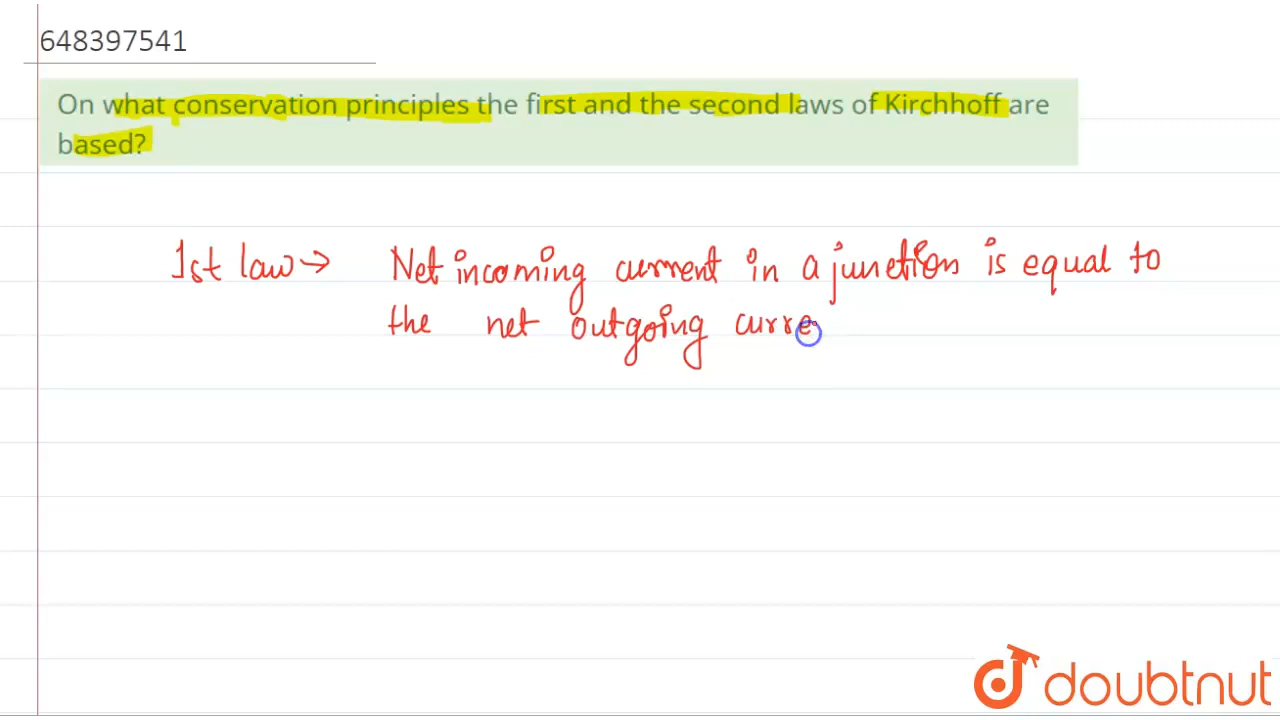 648397541
On what conservation principles the first and the second laws of Kirchhoff are
based?
1st law → Net incoming current in a junction is equal to
the net outgoing curre
doubtnut